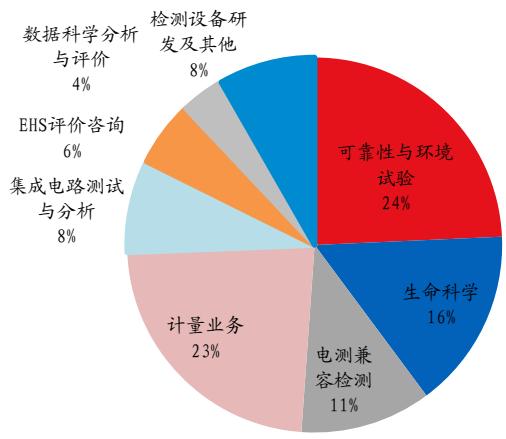 数据科学分析
与评价
4%
检测设备研
发及其他
8%
EHS评价咨询
6%
集成电路测试
与分析
8%
可靠性与环境
试验
24%
生命科学
16%
计量业务
23%
电测兼
容检测
11%